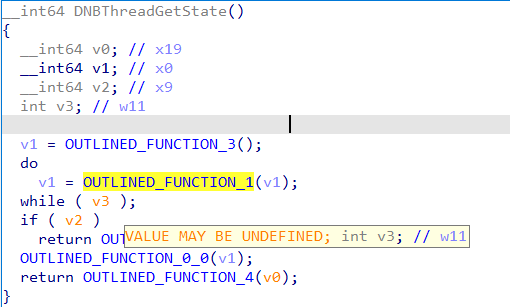 __int64 DNBThreadGetState()
{
__int64 v0; // x19
__int64 v1; // x0
__int64 v2; // x9
int v3; // w11
v1 = OUTLINED_FUNCTION_3();
do
v1 = OUTLINED_FUNCTION_1(v1);
while ( v3 );
if ( v2 )
return OUT
VALUE MAY BE UNDEFINED; int v3; // w11
OUTLINED_FUNCTION_0_0(v1);
return OUTLINED_FUNCTION_4(v0);
}